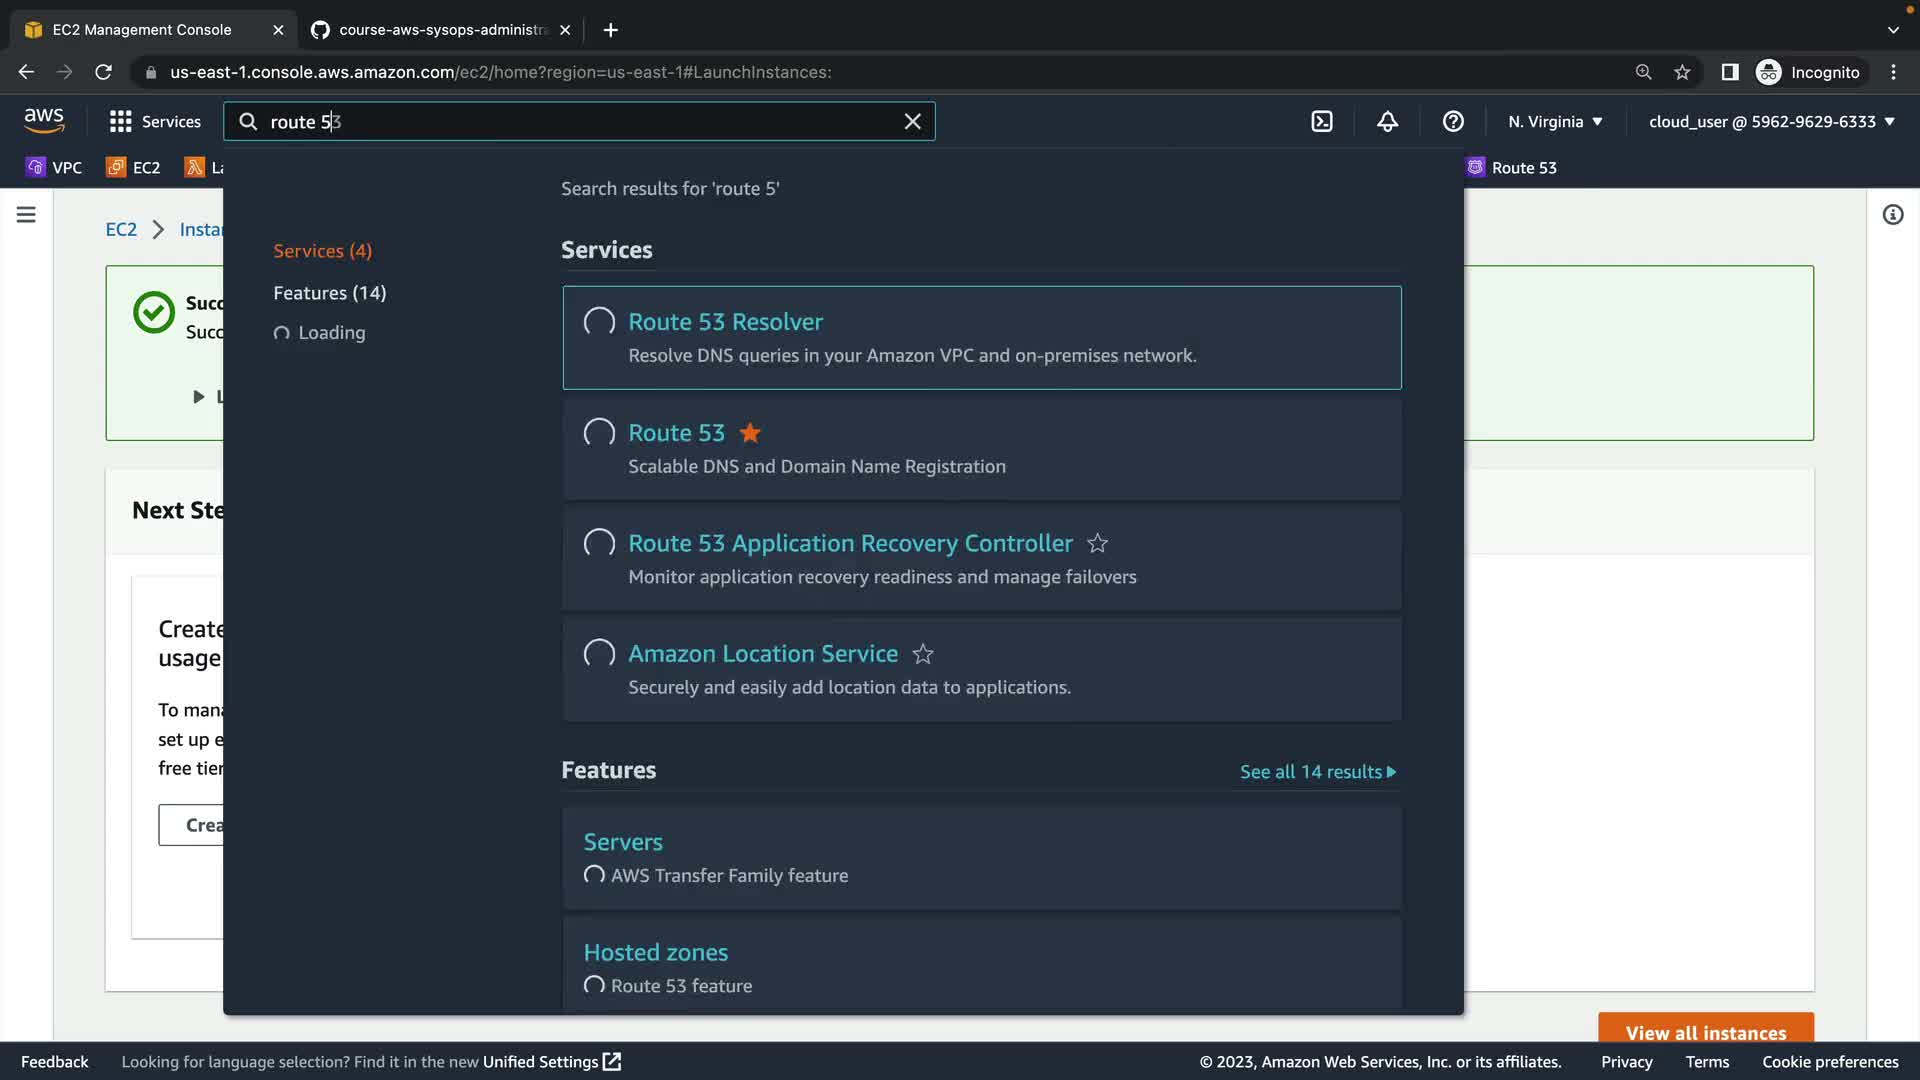 EC2 Management Console
course-aws-sysops-administra
us-east-1.console.aws.amazon.com/ec2/home?region=us-east-1#LaunchInstances:
Incognito
aws
Services
route 53
N. Virginia
cloud_user @ 5962-9629-6333
VPC
EC2
La
Route 53
Search results for 'route 5'
EC2
Instan
Services (4)
Features (14)
Loading
Services
Route 53 Resolver
Resolve DNS queries in your Amazon VPC and on-premises network.
Route 53
Scalable DNS and Domain Name Registration
Route 53 Application Recovery Controller
Monitor application recovery readiness and manage failovers
Amazon Location Service
Securely and easily add location data to applications.
Features
See all 14 results
Servers
AWS Transfer Family feature
Hosted zones
Route 53 feature
Succ
Succ
L
Next Ste
Create
usage
To mana
set up e
free tier
Crea
View all instances
Feedback
Looking for language selection? Find it in the new Unified Settings
© 2023, Amazon Web Services, Inc. or its affiliates.
Privacy
Terms
Cookie preferences